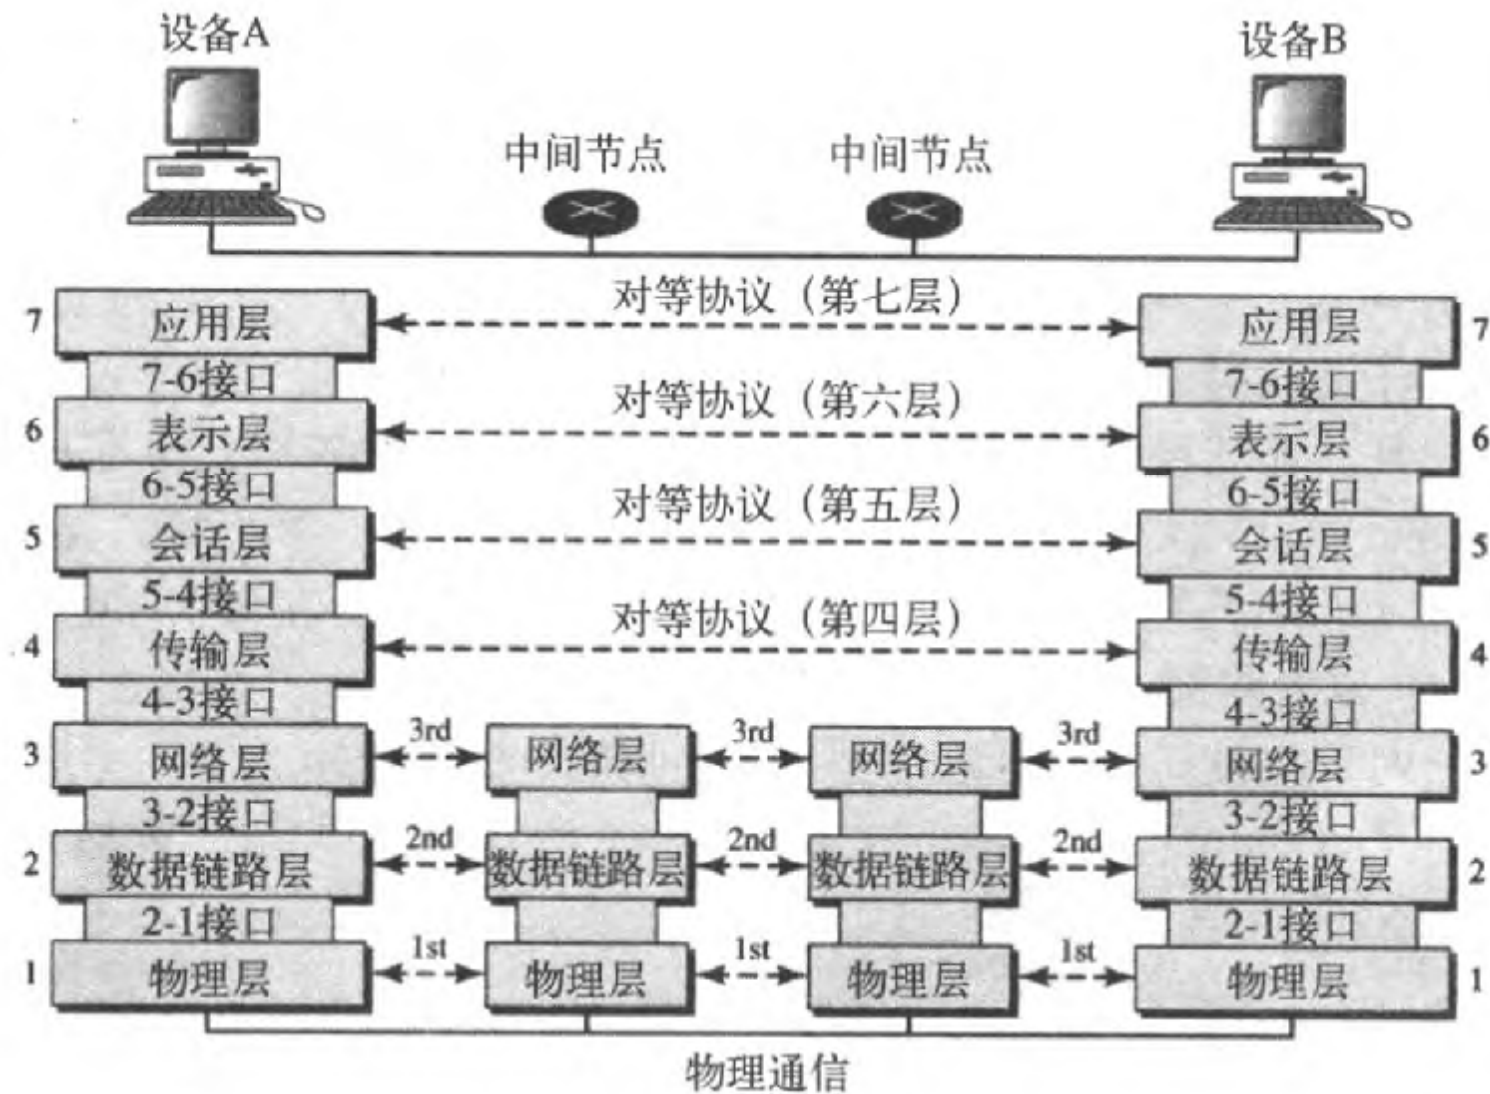 设备A
设备B
中间节点
中间节点
对等协议（第七层）
7
应用层
应用层
7
7-6接口
7-6接口
对等协议（第六层）
6
表示层
表示层
6
6-5接口
6-5接口
对等协议（第五层）
5
会话层
会话层
5
5-4接口
5-4接口
对等协议（第四层）
4
传输层
传输层
4
4-3接口
4-3接口
3
网络层
3rd
网络层
3rd
网络层
3rd
网络层
3
3-2接口
3-2接口
2
数据链路层
2nd
数据链路层
2nd
数据链路层
2nd
数据链路层
2
2-1接口
2-1接口
1
物理层
1st
物理层
1st
物理层
1st
物理层
1
物理通信